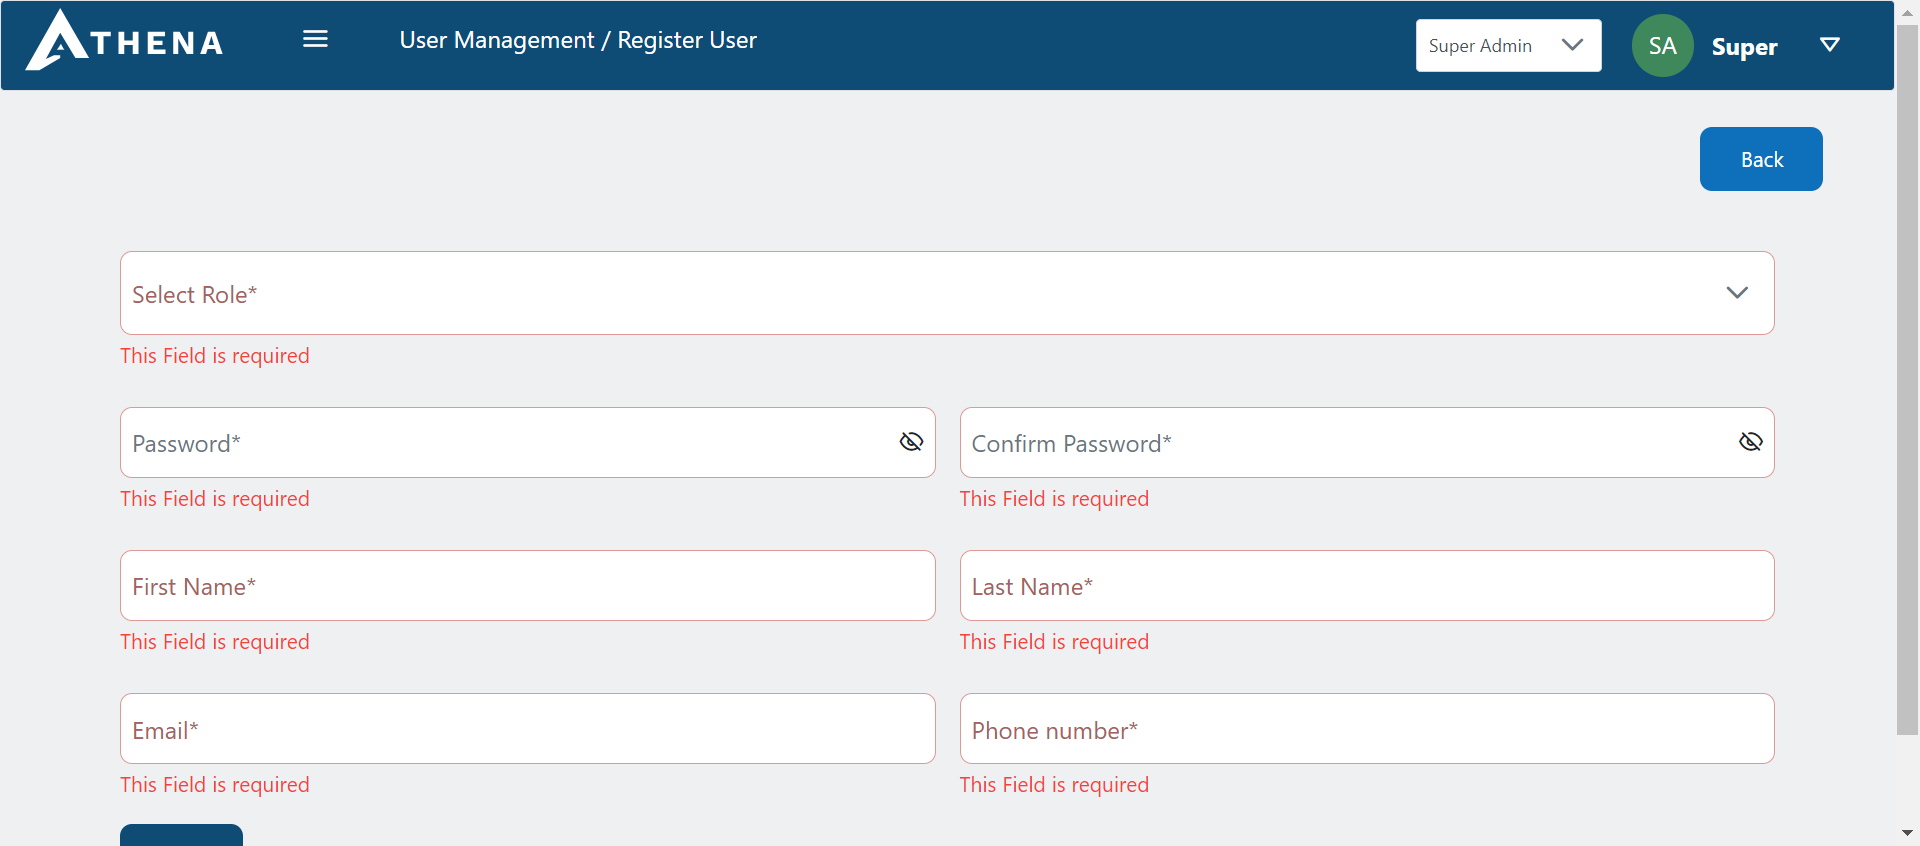 ATHENA
User Management / Register User
Super Admin
SA
Super
Back
Select Role*
This Field is required
Password*
Confirm Password*
This Field is required
This Field is required
First Name*
Last Name*
This Field is required
This Field is required
Email*
Phone number*
This Field is required
This Field is required